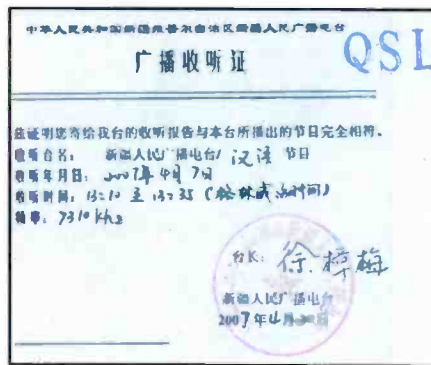 中华人民共和国新疆维吾尔自治区新疆人民广播电台
广播收听证
QSL
兹证明您寄给我台的收听报告与本台所播出的节目完全相符。
收听台名： 新疆人民广播电台/ 汉语 节目
收听年月日： 2007年4月7日
收听时间： 13:10 至 13:35 (格林威治时间)
频率： 7310 khz
台长： 徐梅
新疆人民广播电台
2007年4月 日